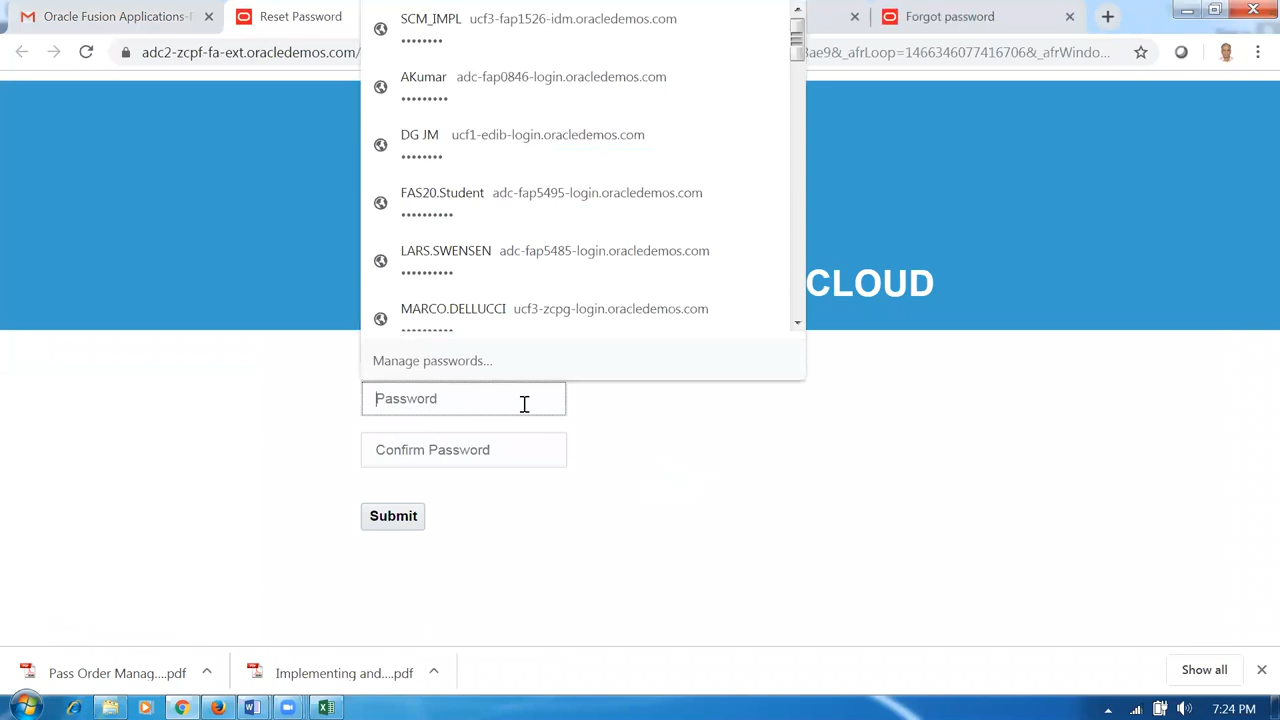 Oracle Fusion Applications
Reset Password
Forgot password
adc2-zcpf-fa-ext.oracledemos.com/
3ae9&_afrLoop=1466346077416706&_afrWindo...
SCM_IMPL ucf3-fap1526-idm.oracledemos.com
••••••••
AKumar adc-fap0846-login.oracledemos.com
•••••••••
DG JM ucf1-edib-login.oracledemos.com
••••••••
FAS20.Student adc-fap5495-login.oracledemos.com
••••••••••
LARS.SWENSEN adc-fap5485-login.oracledemos.com
••••••••••
MARCO.DELLUCCI ucf3-zcpg-login.oracledemos.com
••••••••••
CLOUD
Manage passwords...
Password
Confirm Password
Submit
Pass Order Manag....pdf
Implementing and....pdf
Show all
7:24 PM